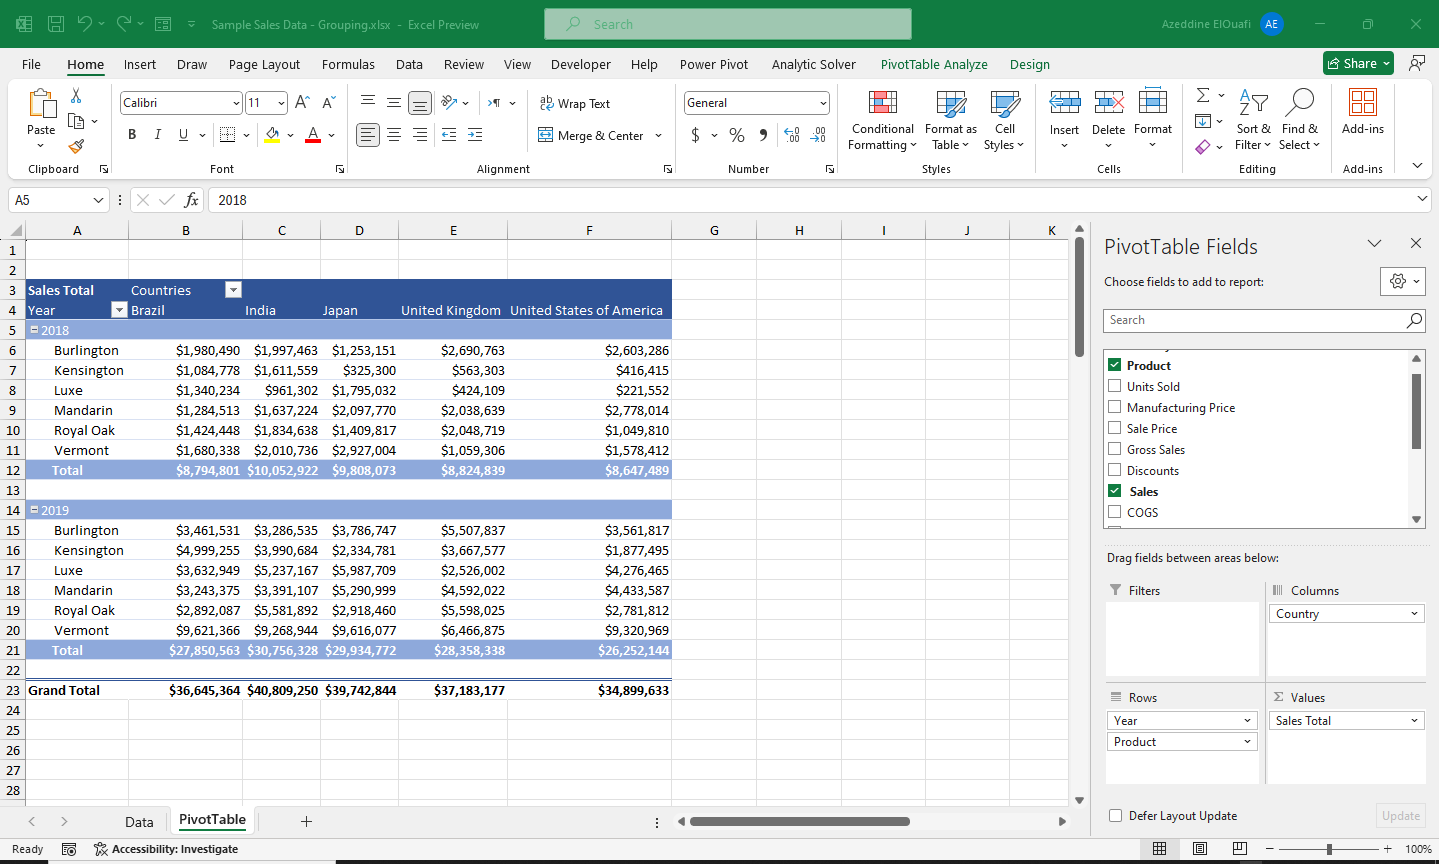 Sample Sales Data - Grouping.xlsx - Excel Preview
Search
Azeddine ElOuafi
AE
File Home Insert Draw Page Layout Formulas Data Review View Developer Help Power Pivot Analytic Solver PivotTable Analyze Design
Share
Paste
Calibri 11
B I U
ab Wrap Text
Merge & Center
General
$ % 9
Conditional Formatting
Format as Table
Cell Styles
Insert Delete Format
Sort & Filter
Find & Select
Add-ins
Clipboard Font Alignment Number Styles Cells Editing Add-ins
A5 fx 2018
A B C D E F G H I J K
1
2
3 Sales Total Countries
4 Year Brazil India Japan United Kingdom United States of America
5 2018
6 Burlington $1,980,490 $1,997,463 $1,253,151 $2,690,763 $2,603,286
7 Kensington $1,084,778 $1,611,559 $325,300 $563,303 $416,415
8 Luxe $1,340,234 $961,302 $1,795,032 $424,109 $221,552
9 Mandarin $1,284,513 $1,637,224 $2,097,770 $2,038,639 $2,778,014
10 Royal Oak $1,424,448 $1,834,638 $1,409,817 $2,048,719 $1,049,810
11 Vermont $1,680,338 $2,010,736 $2,927,004 $1,059,306 $1,578,412
12 Total $8,794,801 $10,052,922 $9,808,073 $8,824,839 $8,647,489
13
14 2019
15 Burlington $3,461,531 $3,286,535 $3,786,747 $5,507,837 $3,561,817
16 Kensington $4,999,255 $3,990,684 $2,334,781 $3,667,577 $1,877,495
17 Luxe $3,632,949 $5,237,167 $5,987,709 $2,526,002 $4,276,465
18 Mandarin $3,243,375 $3,391,107 $5,290,999 $4,592,022 $4,433,587
19 Royal Oak $2,892,087 $5,581,892 $2,918,460 $5,598,025 $2,781,812
20 Vermont $9,621,366 $9,268,944 $9,616,077 $6,466,875 $9,320,969
21 Total $27,850,563 $30,756,328 $29,934,772 $28,358,338 $26,252,144
22
23 Grand Total $36,645,364 $40,809,250 $39,742,844 $37,183,177 $34,899,633
24
25
26
27
28
PivotTable Fields
Choose fields to add to report:
Search
Product
Units Sold
Manufacturing Price
Sale Price
Gross Sales
Discounts
Sales
COGS
Drag fields between areas below:
Filters
Columns
Country
Rows
Year
Product
Σ Values
Sales Total
Defer Layout Update
Update
Data PivotTable
Ready
Accessibility: Investigate
100%